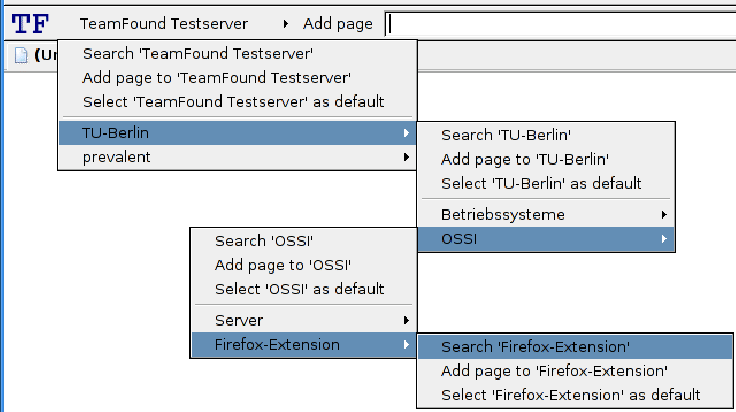 TF TeamFound Testserver Add page
(Un
Search 'TeamFound Testserver'
Add page to 'TeamFound Testserver'
Select 'TeamFound Testserver' as default
TU-Berlin
prevalent
Search 'TU-Berlin'
Add page to 'TU-Berlin'
Select 'TU-Berlin' as default
Betriebssysteme
OSSI
Search 'OSSI'
Add page to 'OSSI'
Select 'OSSI' as default
Server
Firefox-Extension
Search 'Firefox-Extension'
Add page to 'Firefox-Extension'
Select 'Firefox-Extension' as default